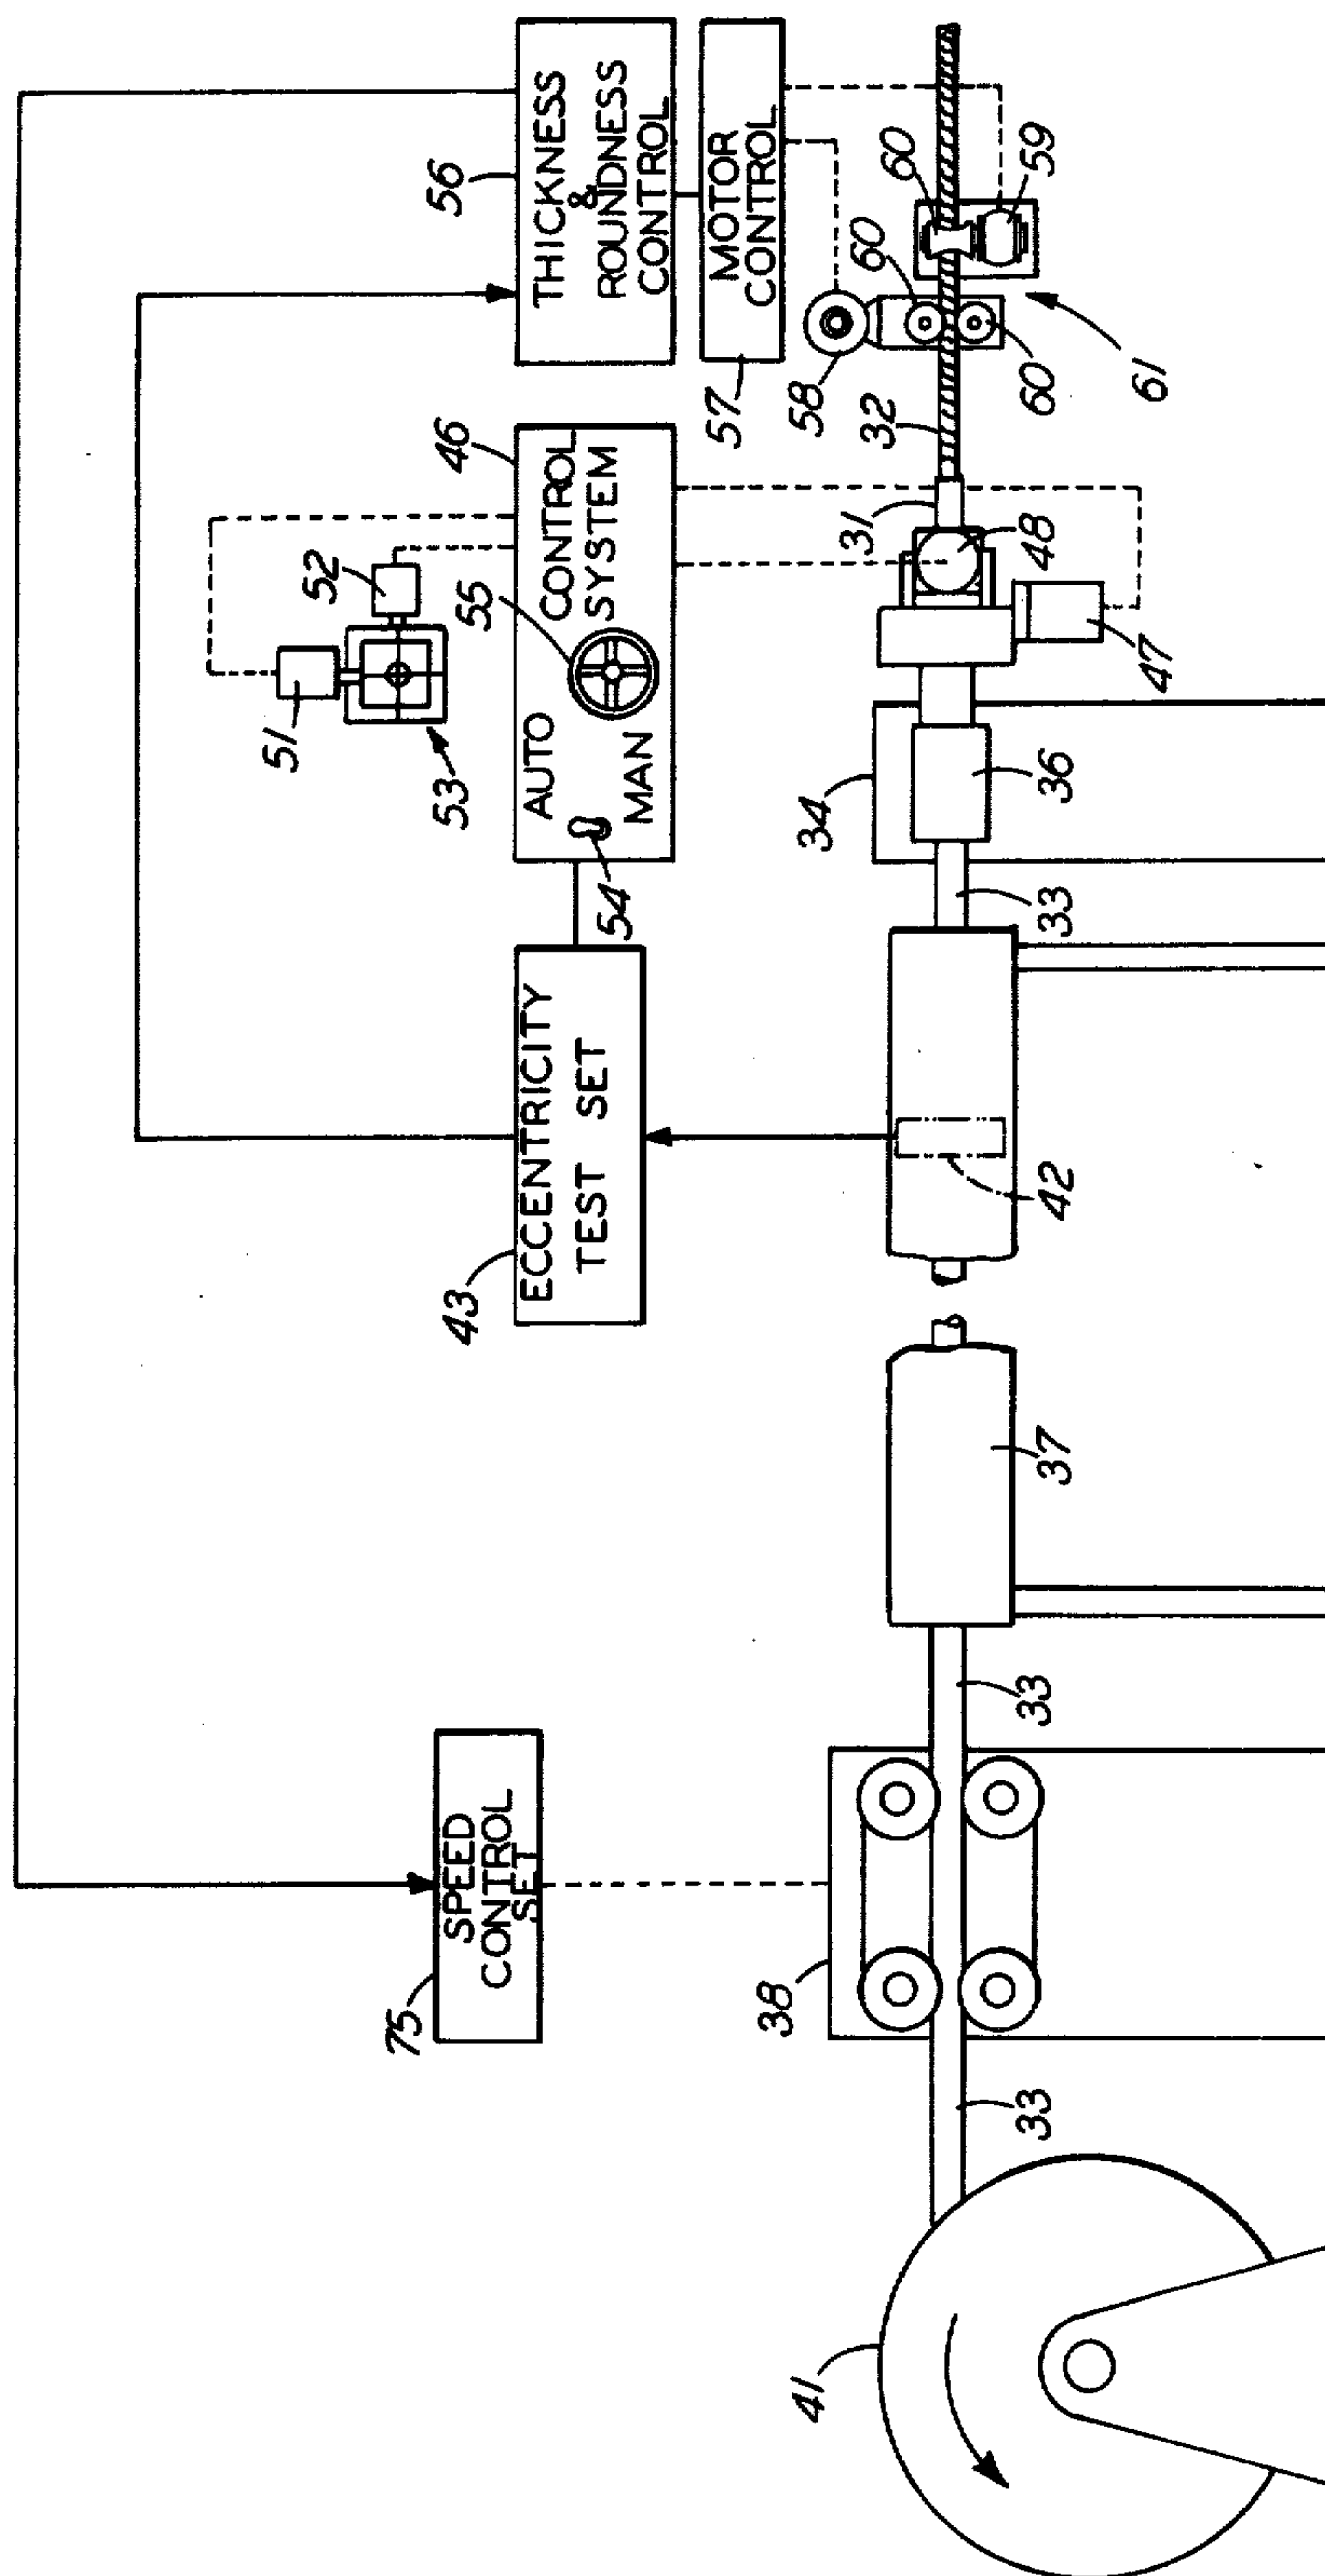 56
THICKNESS
&
ROUNDNESS
CONTROL
57
MOTOR
CONTROL
58
60
60
60
59
61
32
31
48
47
46
CONTROL
SYSTEM
AUTO
MAN
55
54
51
52
53
43
ECCENTRICITY
TEST SET
34
36
33
42
37
75
SPEED
CONTROL
SET
38
33
33
41